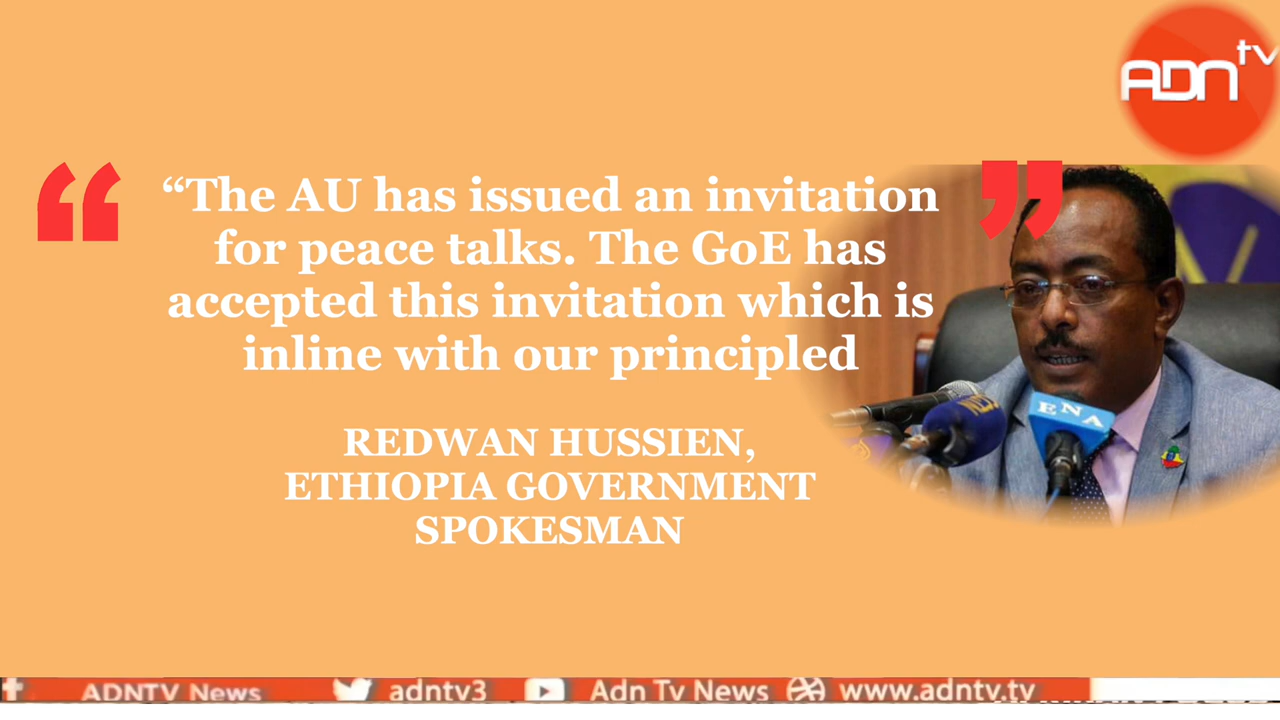 ADN tv
“The AU has issued an invitation
for peace talks. The GoE has
accepted this invitation which is
inline with our principled
ENA
REDWAN HUSSIEN,
ETHIOPIA GOVERNMENT
SPOKESMAN
ADNTV News adntv3 Adn Tv News www.adntv.tv